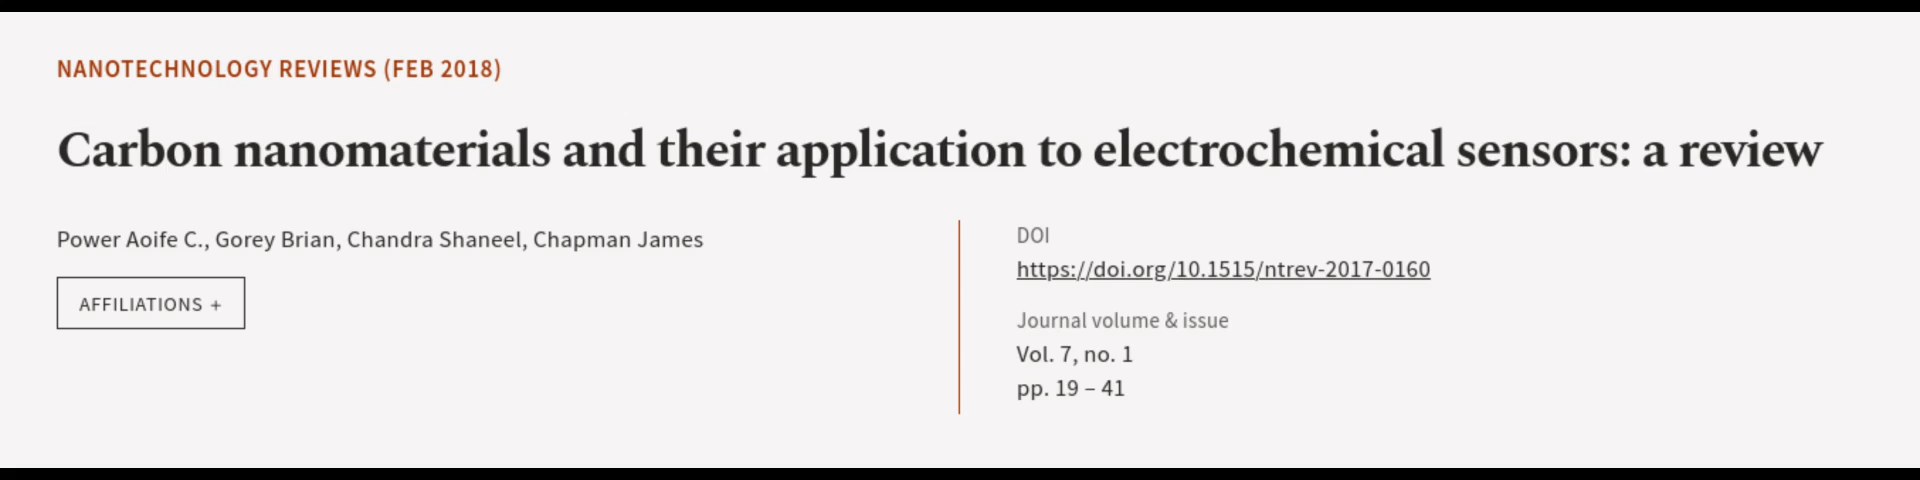 NANOTECHNOLOGY REVIEWS (FEB 2018)
Carbon nanomaterials and their application to electrochemical sensors: a review
Power Aoife C., Gorey Brian, Chandra Shaneel, Chapman James
AFFILIATIONS +
DOI
https://doi.org/10.1515/ntrev-2017-0160
Journal volume & issue
Vol. 7, no. 1
pp. 19 – 41